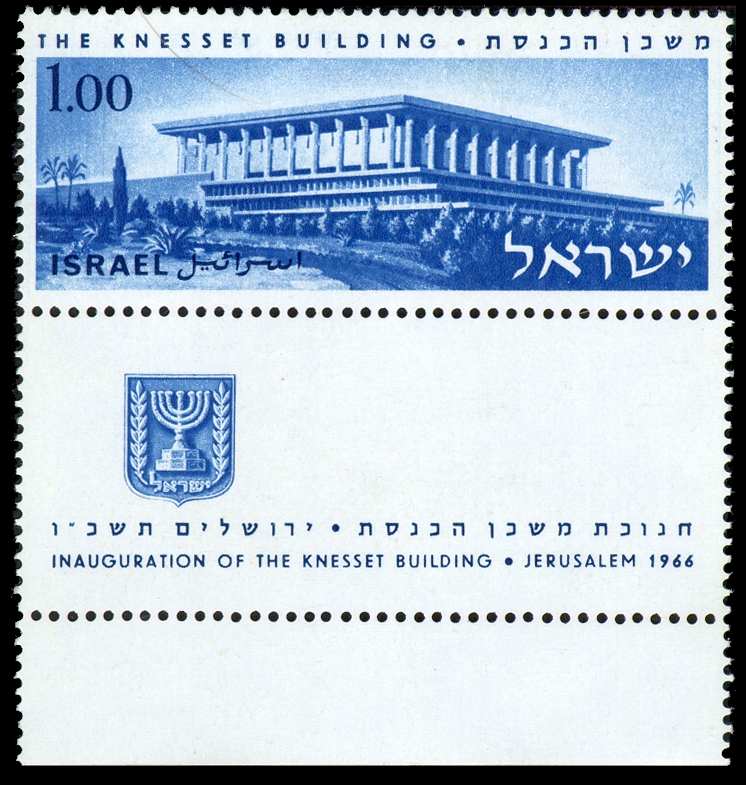 THE KNESSET BUILDING • משכן הכנסת
1.00
ISRAEL اسرائيل ישראל
ישראל
חנוכת משכן הכנסת • ירושלים תשכ"ו
INAUGURATION OF THE KNESSET BUILDING • JERUSALEM 1966